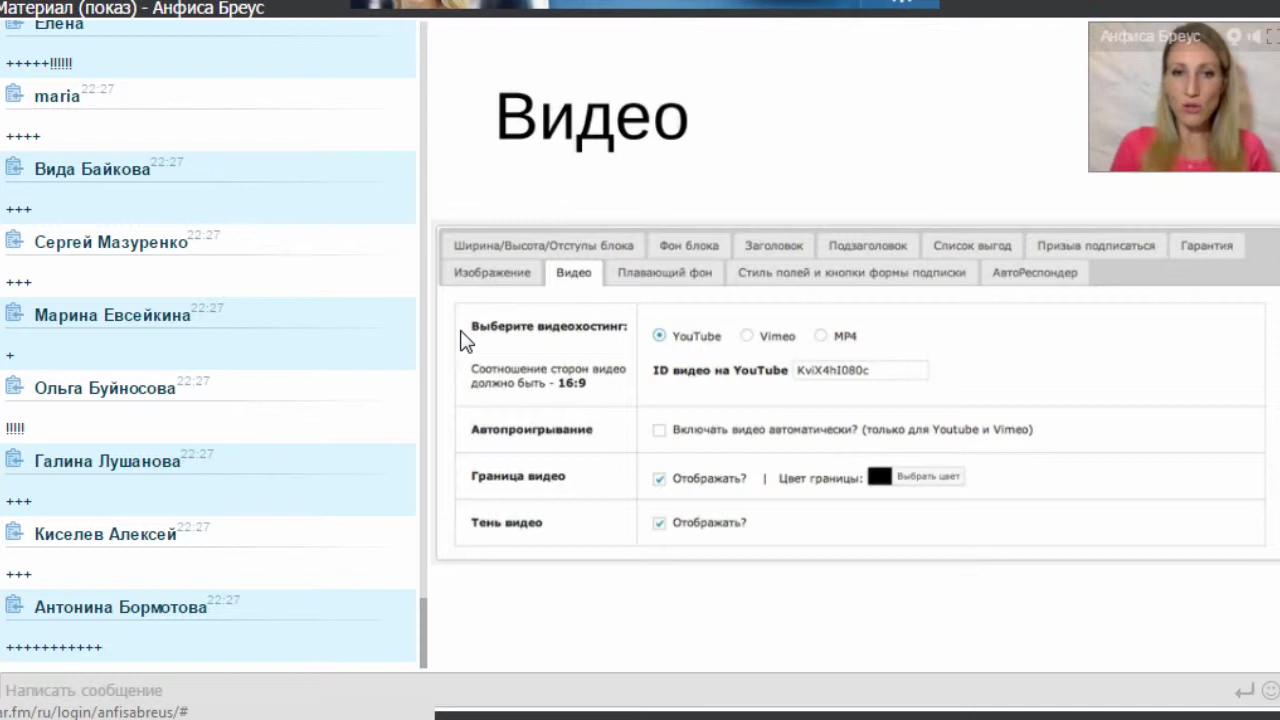 Материал (показ) - Анфиса Бреус
Елена
+++++!!!!!!
maria 22:27
++++
Вида Байкова 22:27
+++
Сергей Мазуренко 22:27
+++
Марина Евсейкина 22:27
+
Ольга Буйносова 22:27
!!!!!
Галина Лушанова 22:27
+++
Киселев Алексей 22:27
+++
Антонина Бормотова 22:27
+++++++++++
Написать сообщение
ar.fm/ru/login/anfisabreus/#
Анфиса Бреус
Видео
Ширина/Высота/Отступы блока Фон блока Заголовок Подзаголовок Список выгод Призыв подписаться Гарантия
Изображение Видео Плавающий фон Стиль полей и кнопки формы подписки АвтоРеспондер
Выберите видеохостинг: YouTube Vimeo MP4
Соотношение сторон видео
должно быть - 16:9
ID видео на YouTube KviX4hI080c
Автопроигрывание Включать видео автоматически? (только для Youtube и Vimeo)
Граница видео Отображать? | Цвет границы: Выбрать цвет
Тень видео Отображать?